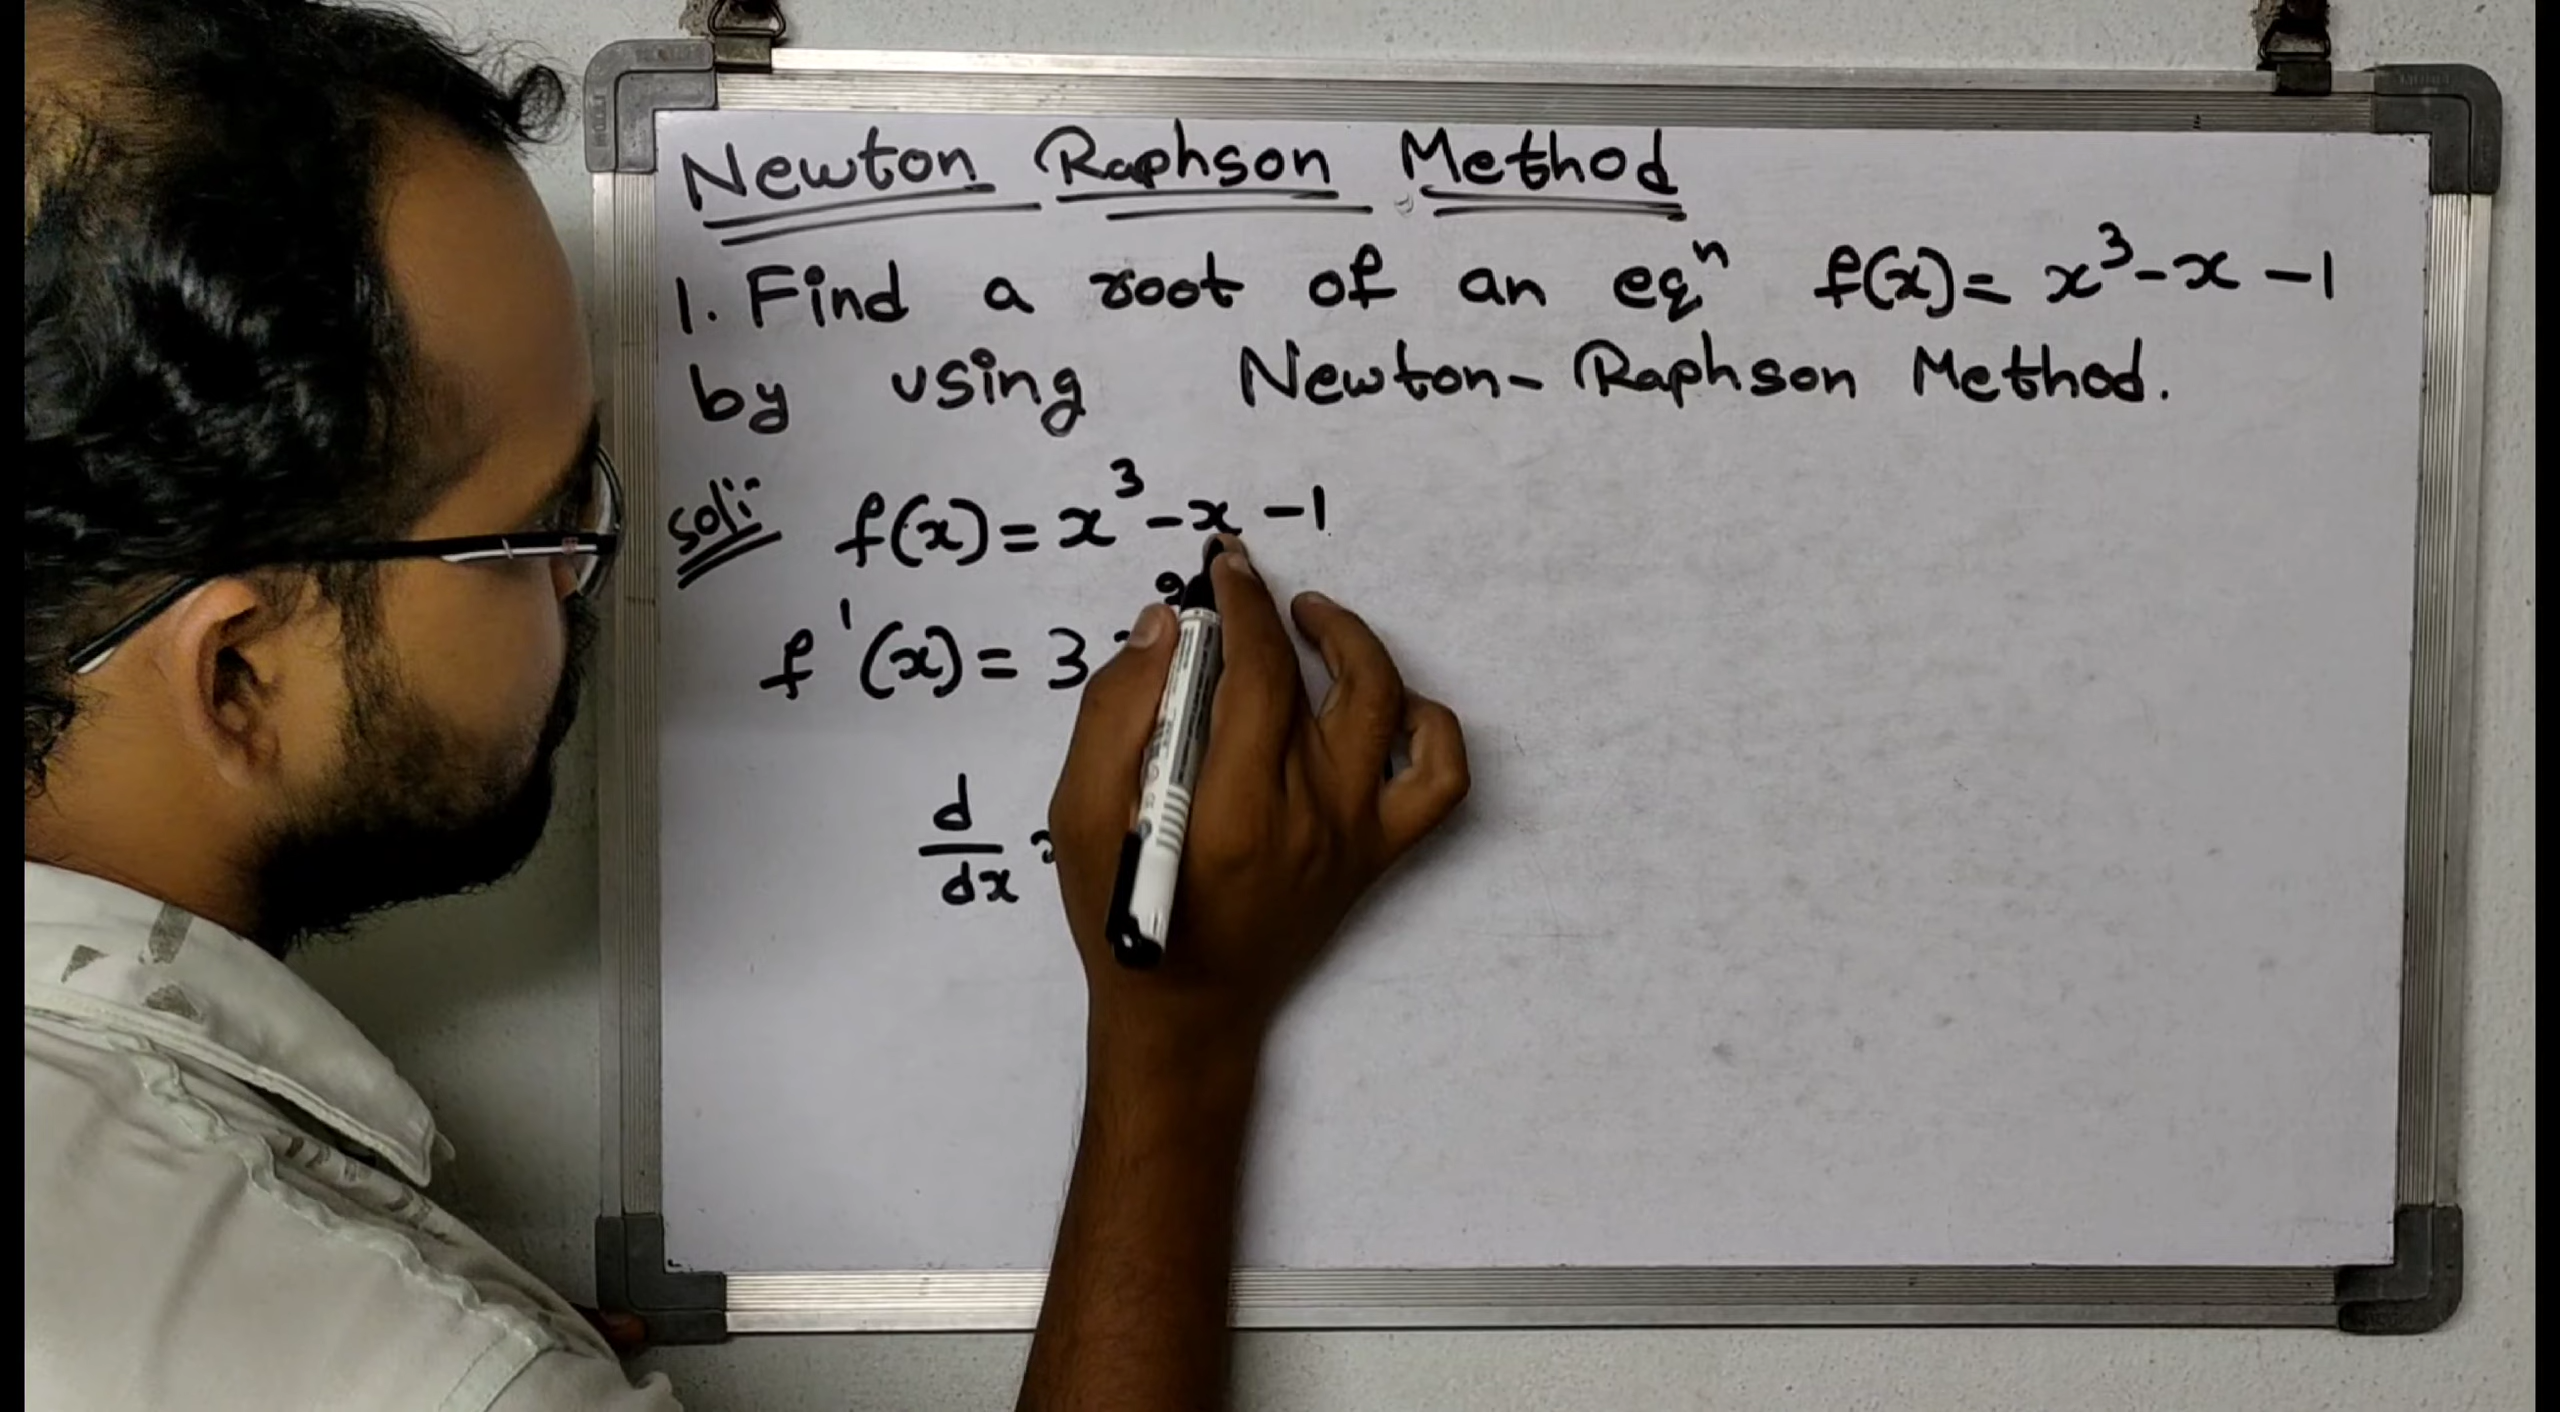 Newton Raphson Method
1. Find a root of an eqⁿ f(x) = x³ - x - 1
by using Newton-Raphson Method.
Sol:- f(x) = x³ - x - 1
f'(x) = 3
d
dx